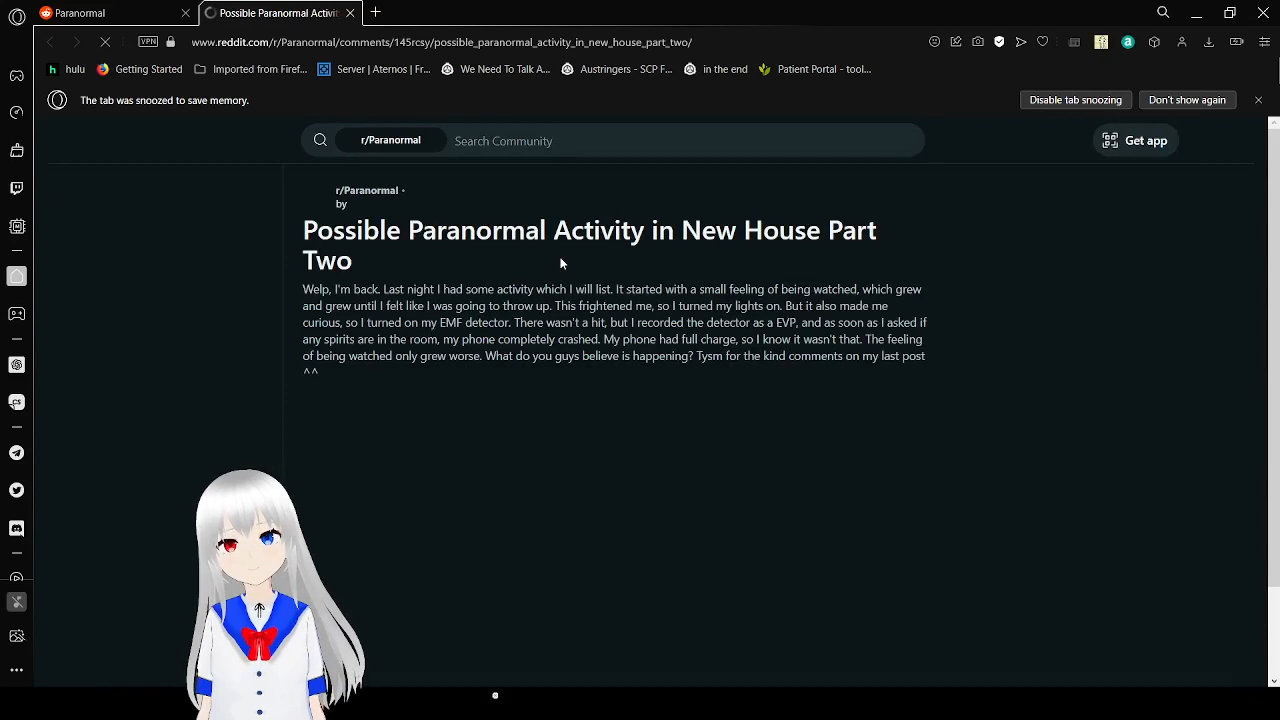 Paranormal
Possible Paranormal Activit
VPN
www.reddit.com/r/Paranormal/comments/145rcsy/possible_paranormal_activity_in_new_house_part_two/
hulu
Getting Started
Imported from Firef...
Server | Aternos | Fr...
We Need To Talk A...
Austringers - SCP F...
in the end
Patient Portal - tool...
The tab was snoozed to save memory.
Disable tab snoozing
Don't show again
r/Paranormal
Search Community
Get app
r/Paranormal •
by
Possible Paranormal Activity in New House Part
Two
Welp, I'm back. Last night I had some activity which I will list. It started with a small feeling of being watched, which grew
and grew until I felt like I was going to throw up. This frightened me, so I turned my lights on. But it also made me
curious, so I turned on my EMF detector. There wasn't a hit, but I recorded the detector as a EVP, and as soon as I asked if
any spirits are in the room, my phone completely crashed. My phone had full charge, so I know it wasn't that. The feeling
of being watched only grew worse. What do you guys believe is happening? Tysm for the kind comments on my last post
^^